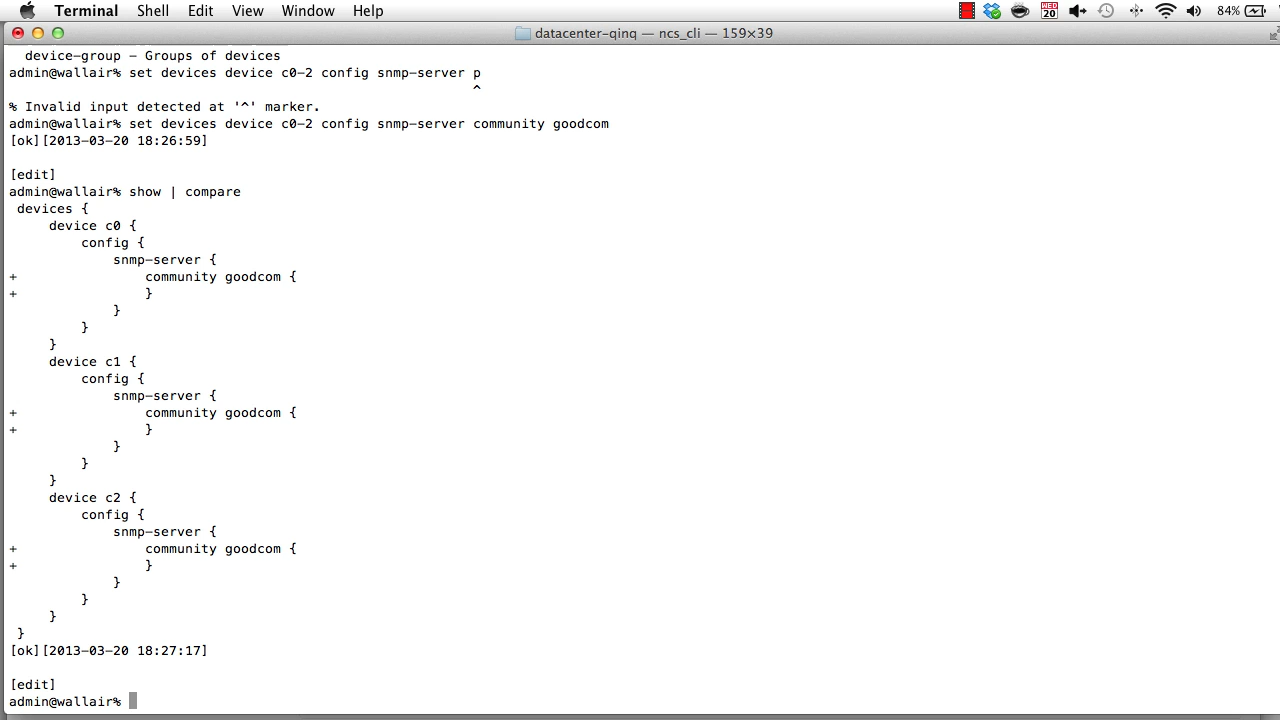 Terminal Shell Edit View Window Help WED 20 84%
datacenter-qinq — ncs_cli — 159×39
device-group - Groups of devices
admin@wallair% set devices device c0-2 config snmp-server p
^
% Invalid input detected at '^' marker.
admin@wallair% set devices device c0-2 config snmp-server community goodcom
[ok][2013-03-20 18:26:59]
[edit]
admin@wallair% show | compare
devices {
device c0 {
config {
snmp-server {
+ community goodcom {
+ }
}
}
}
device c1 {
config {
snmp-server {
+ community goodcom {
+ }
}
}
}
device c2 {
config {
snmp-server {
+ community goodcom {
+ }
}
}
}
}
[ok][2013-03-20 18:27:17]
[edit]
admin@wallair%